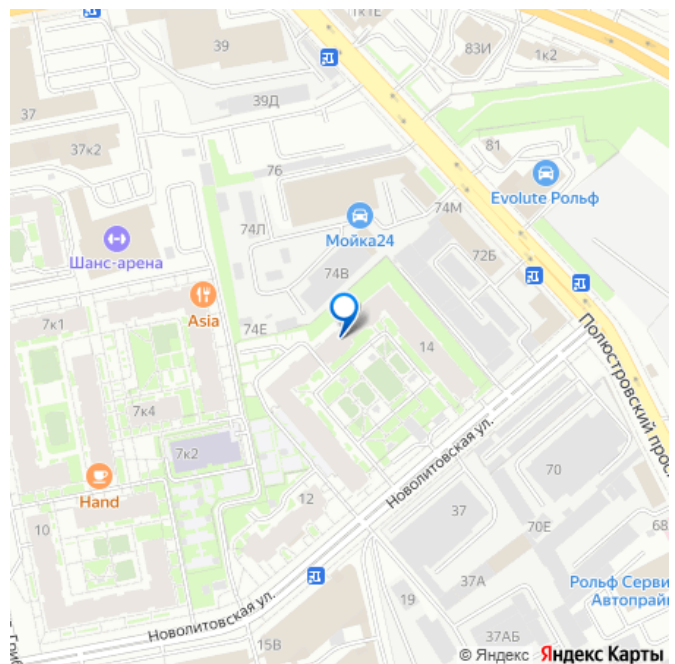 1к1Е
39
83И
1к2
37
39Д
37к2
81
76
Evolute Рольф
74М
74Л
Мойка24
72Б
Шанс-арена
74В
Asia
7к1
74Е
14
Полюстровский прос
7к4
7к2
Новолитовская ул.
70
Hand
12
37
10
70Е
68
37А
Рольф Серви
Автопрайм
19
Новолитовская ул.
15В
37АБ
© Яндекс Яндекс Карты